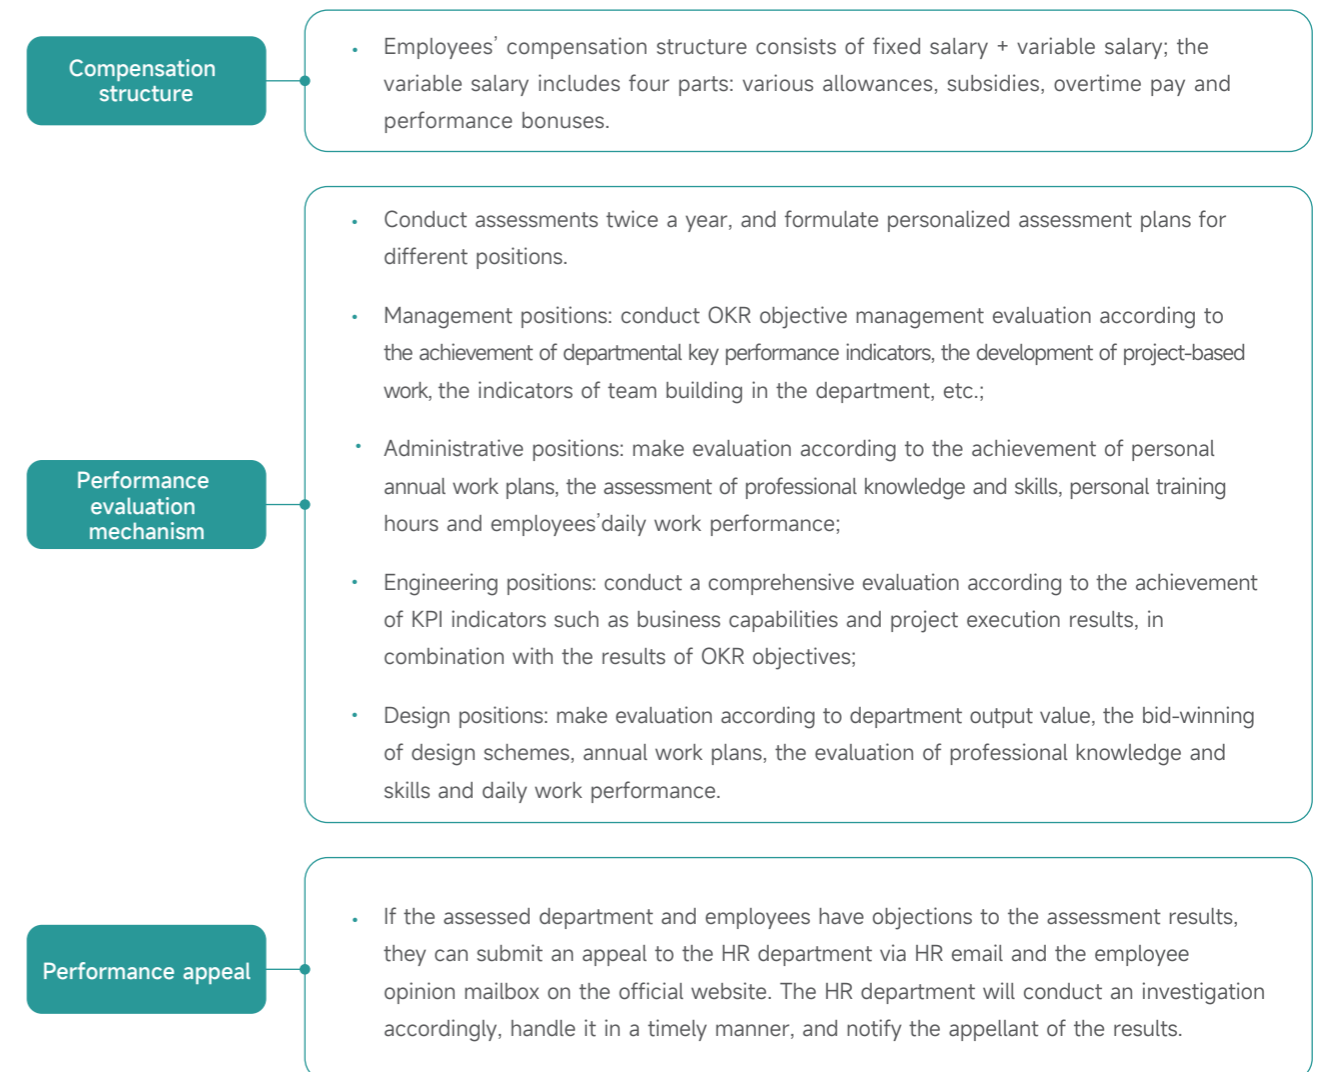 Compensation
structure
• Employees’ compensation structure consists of fixed salary + variable salary; the
variable salary includes four parts: various allowances, subsidies, overtime pay and
performance bonuses.
Performance
evaluation
mechanism
• Conduct assessments twice a year, and formulate personalized assessment plans for
different positions.
• Management positions: conduct OKR objective management evaluation according to
the achievement of departmental key performance indicators, the development of project-based
work, the indicators of team building in the department, etc.;
• Administrative positions: make evaluation according to the achievement of personal
annual work plans, the assessment of professional knowledge and skills, personal training
hours and employees’daily work performance;
• Engineering positions: conduct a comprehensive evaluation according to the achievement
of KPI indicators such as business capabilities and project execution results, in
combination with the results of OKR objectives;
• Design positions: make evaluation according to department output value, the bid-winning
of design schemes, annual work plans, the evaluation of professional knowledge and
skills and daily work performance.
Performance appeal
• If the assessed department and employees have objections to the assessment results,
they can submit an appeal to the HR department via HR email and the employee
opinion mailbox on the official website. The HR department will conduct an investigation
accordingly, handle it in a timely manner, and notify the appellant of the results.